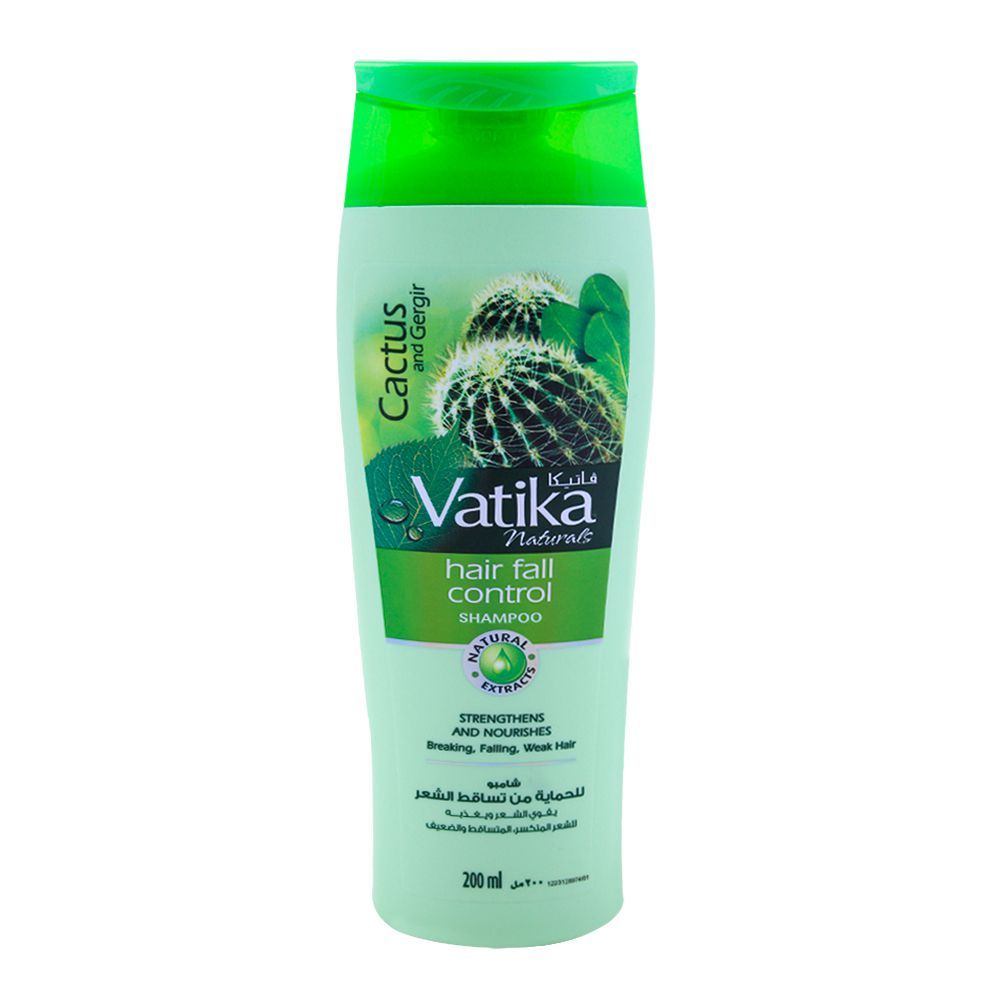 Cactus
and Gergir
فاتيكا
Vatika
Naturals
hair fall
control
SHAMPOO
NATURAL
EXTRACTS
STRENGTHENS
AND NOURISHES
Breaking, Falling, Weak Hair
شامبو
للحماية من تساقط الشعر
يقوي الشعر ويغذيه
للشعر المتكسر، المتساقط والضعيف
200 ml ٢٠٠ مل